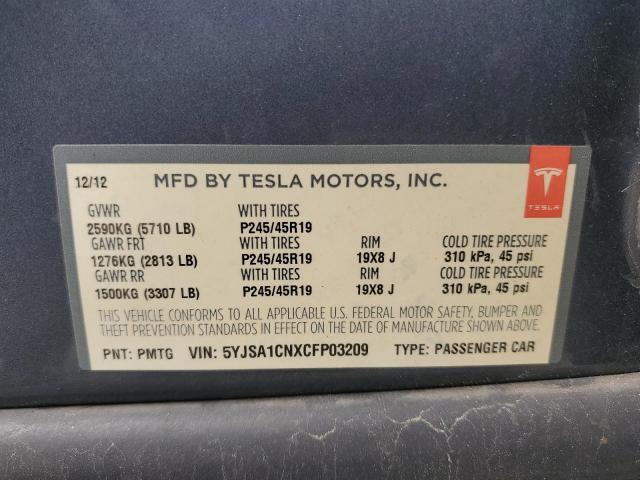 12/12 MFD BY TESLA MOTORS, INC.
TESLA
GVWR WITH TIRES
2590KG (5710 LB) P245/45R19
GAWR FRT WITH TIRES RIM COLD TIRE PRESSURE
1276KG (2813 LB) P245/45R19 19X8 J 310 kPa, 45 psi
GAWR RR WITH TIRES RIM COLD TIRE PRESSURE
1500KG (3307 LB) P245/45R19 19X8 J 310 kPa, 45 psi
THIS VEHICLE CONFORMS TO ALL APPLICABLE U.S. FEDERAL MOTOR SAFETY, BUMPER AND
THEFT PREVENTION STANDARDS IN EFFECT ON THE DATE OF MANUFACTURE SHOWN ABOVE.
PNT: PMTG VIN: 5YJSA1CNXCFP03209 TYPE: PASSENGER CAR